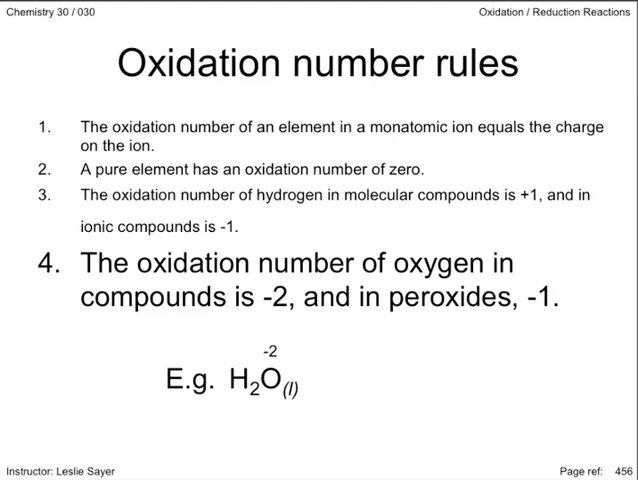 Chemistry 30 / 030
Oxidation / Reduction Reactions
Oxidation number rules
1. The oxidation number of an element in a monatomic ion equals the charge
on the ion.
2. A pure element has an oxidation number of zero.
3. The oxidation number of hydrogen in molecular compounds is +1, and in
ionic compounds is -1.
4. The oxidation number of oxygen in
compounds is -2, and in peroxides, -1.
-2
E.g. H₂O(l)
Instructor: Leslie Sayer
Page ref: 456